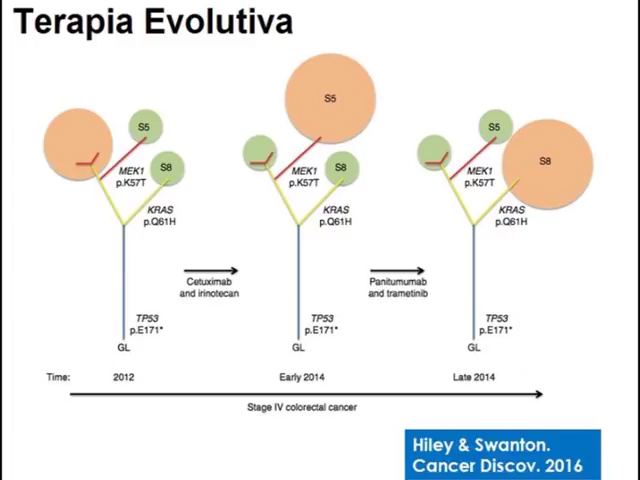 Terapia Evolutiva
S5
S8
MEK1
p.K57T
KRAS
p.Q61H
TP53
p.E171*
GL
Cetuximab
and irinotecan
S5
S8
MEK1
p.K57T
KRAS
p.Q61H
TP53
p.E171*
GL
Panitumumab
and trametinib
S5
S8
MEK1
p.K57T
KRAS
p.Q61H
TP53
p.E171*
GL
Time:
2012
Early 2014
Late 2014
Stage IV colorectal cancer
Hiley & Swanton.
Cancer Discov. 2016